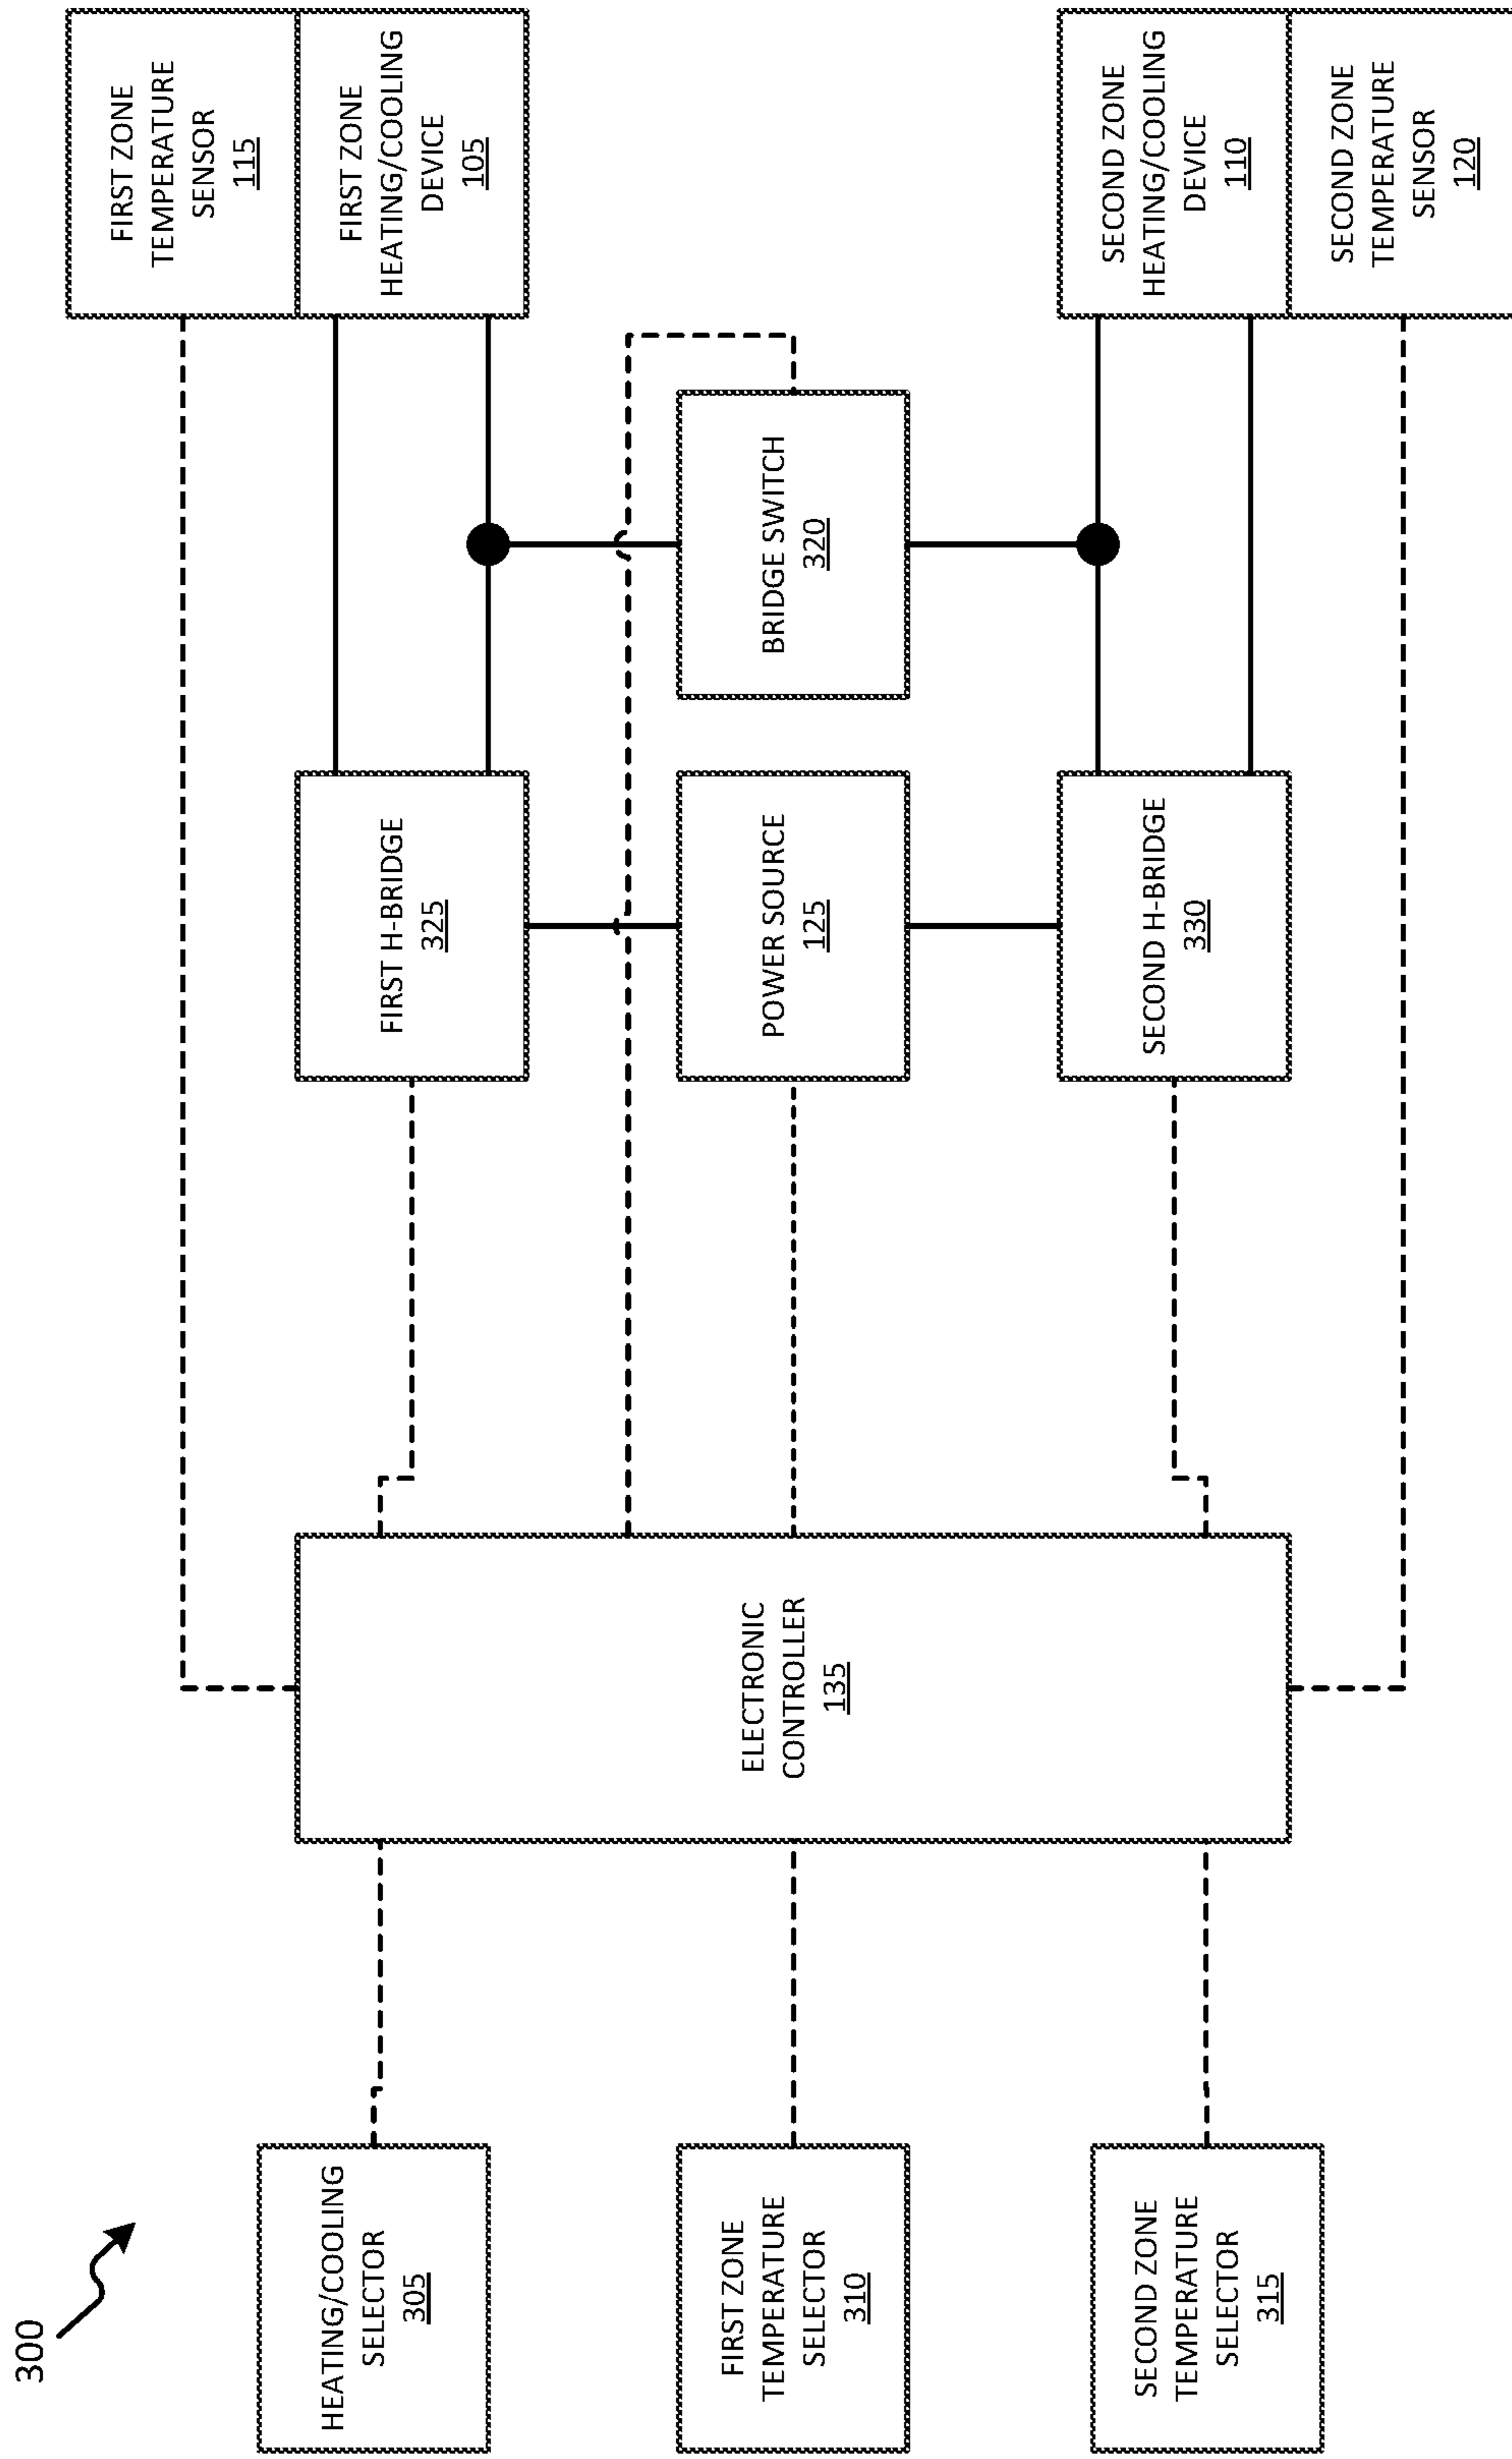 300
HEATING/COOLING
SELECTOR
305
FIRST ZONE
TEMPERATURE
SELECTOR
310
SECOND ZONE
TEMPERATURE
SELECTOR
315
ELECTRONIC
CONTROLLER
135
FIRST H-BRIDGE
325
POWER SOURCE
125
SECOND H-BRIDGE
330
BRIDGE SWITCH
320
FIRST ZONE
TEMPERATURE
SENSOR
115
FIRST ZONE
HEATING/COOLING
DEVICE
105
SECOND ZONE
HEATING/COOLING
DEVICE
110
SECOND ZONE
TEMPERATURE
SENSOR
120